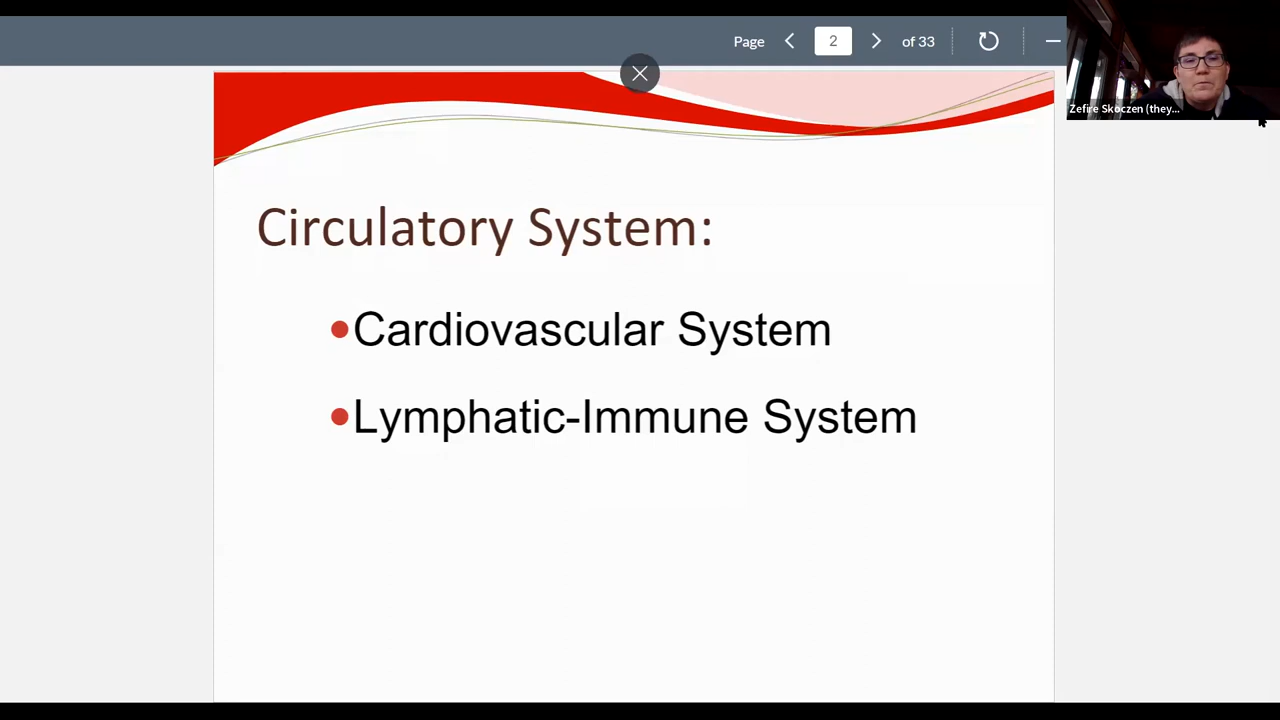 Page 2 of 33
Zefire Skoczen (they...
Circulatory System:
•Cardiovascular System
•Lymphatic-Immune System